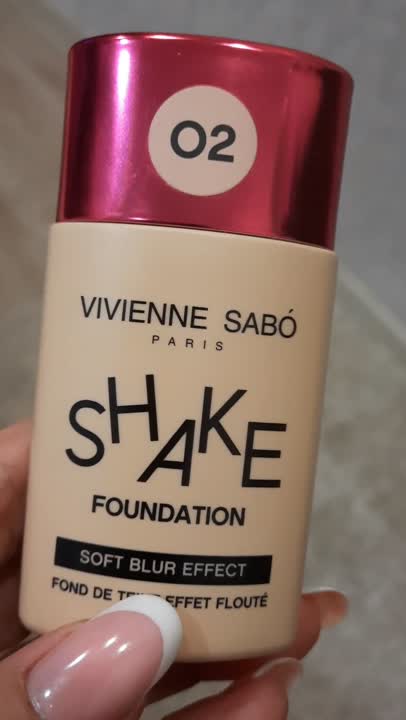 02
VIVIENNE SABÓ
PARIS
SHAKE
FOUNDATION
SOFT BLUR EFFECT
FOND DE EFFET FLOUTÉ